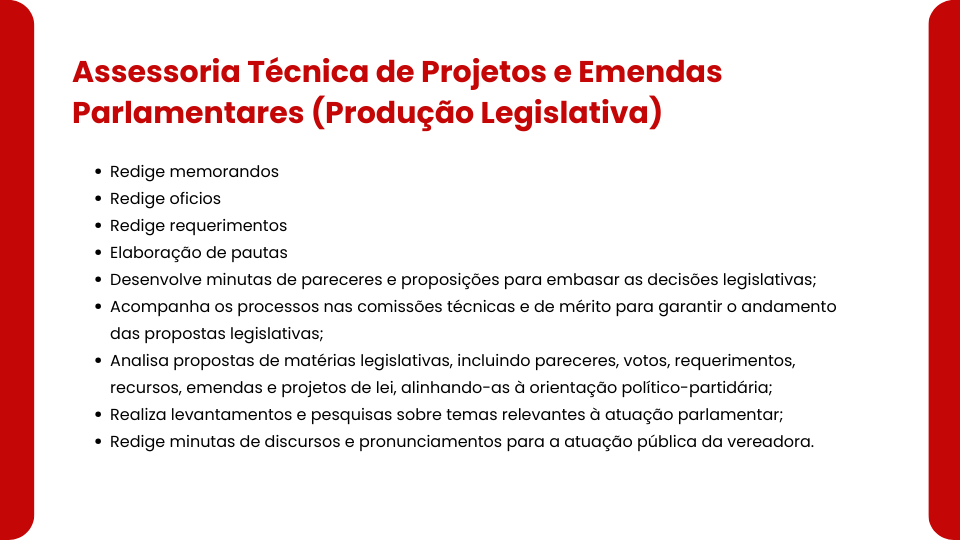 Assessoria Técnica de Projetos e Emendas
Parlamentares (Produção Legislativa)
• Redige memorandos
• Redige oficios
• Redige requerimentos
• Elaboração de pautas
• Desenvolve minutas de pareceres e proposições para embasar as decisões legislativas;
• Acompanha os processos nas comissões técnicas e de mérito para garantir o andamento
das propostas legislativas;
• Analisa propostas de matérias legislativas, incluindo pareceres, votos, requerimentos,
recursos, emendas e projetos de lei, alinhando-as à orientação político-partidária;
• Realiza levantamentos e pesquisas sobre temas relevantes à atuação parlamentar;
• Redige minutas de discursos e pronunciamentos para a atuação pública da vereadora.